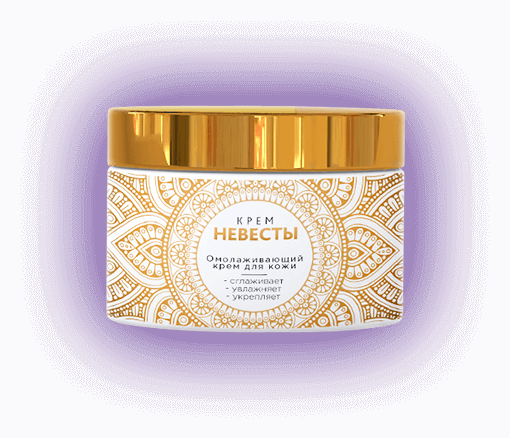 КРЕМ
НЕВЕСТЫ
Омолаживающий
крем для кожи
- сглаживает
- увлажняет
- укрепляет